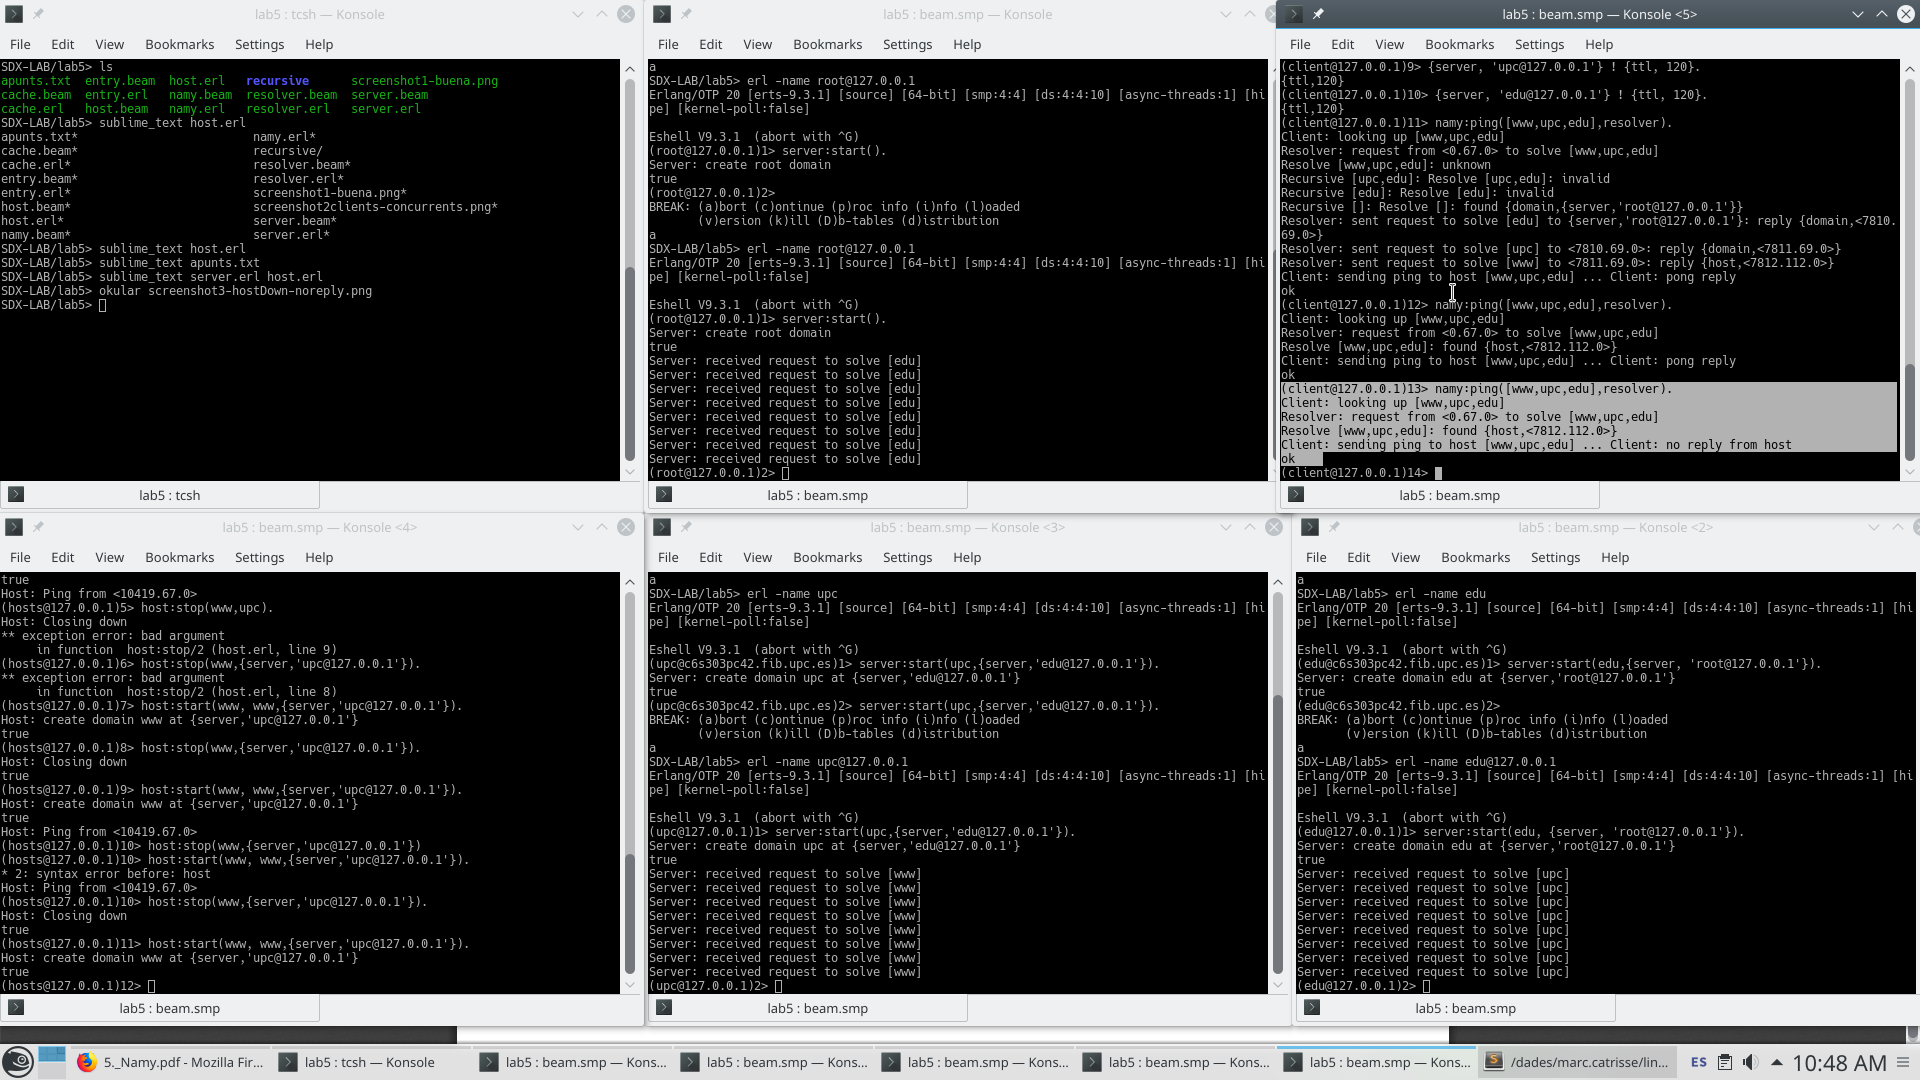 lab5 : tcsh — Konsole
File Edit View Bookmarks Settings Help
SDX-LAB/lab5> ls
apunts.txt entry.beam host.erl recursive screenshot1-buena.png
cache.beam entry.erl namy.beam resolver.beam server.beam
cache.erl host.beam namy.erl resolver.erl server.erl
SDX-LAB/lab5> sublime_text host.erl
apunts.txt* namy.erl*
cache.beam* recursive/
cache.erl* resolver.beam*
entry.beam* resolver.erl*
entry.erl* screenshot1-buena.png*
host.beam* screenshot2clients-concurrents.png*
host.erl* server.beam*
namy.beam* server.erl*
SDX-LAB/lab5> sublime_text host.erl
SDX-LAB/lab5> sublime_text apunts.txt
SDX-LAB/lab5> sublime_text server.erl host.erl
SDX-LAB/lab5> okular screenshot3-hostDown-noreply.png
SDX-LAB/lab5>
lab5 : tcsh
lab5 : beam.smp — Konsole
File Edit View Bookmarks Settings Help
a
SDX-LAB/lab5> erl -name root@127.0.0.1
Erlang/OTP 20 [erts-9.3.1] [source] [64-bit] [smp:4:4] [ds:4:4:10] [async-threads:1] [hi
pe] [kernel-poll:false]
Eshell V9.3.1 (abort with ^G)
(root@127.0.0.1)1> server:start().
Server: create root domain
true
(root@127.0.0.1)2>
BREAK: (a)bort (c)ontinue (p)roc info (i)nfo (l)oaded
(v)ersion (k)ill (D)b-tables (d)istribution
a
SDX-LAB/lab5> erl -name root@127.0.0.1
Erlang/OTP 20 [erts-9.3.1] [source] [64-bit] [smp:4:4] [ds:4:4:10] [async-threads:1] [hi
pe] [kernel-poll:false]
Eshell V9.3.1 (abort with ^G)
(root@127.0.0.1)1> server:start().
Server: create root domain
true
Server: received request to solve [edu]
Server: received request to solve [edu]
Server: received request to solve [edu]
Server: received request to solve [edu]
Server: received request to solve [edu]
Server: received request to solve [edu]
Server: received request to solve [edu]
Server: received request to solve [edu]
(root@127.0.0.1)2>
lab5 : beam.smp
lab5 : beam.smp — Konsole <5>
File Edit View Bookmarks Settings Help
(client@127.0.0.1)9> {server, 'upc@127.0.0.1'} ! {ttl, 120}.
{ttl,120}
(client@127.0.0.1)10> {server, 'edu@127.0.0.1'} ! {ttl, 120}.
{ttl,120}
(client@127.0.0.1)11> namy:ping([www,upc,edu],resolver).
Client: looking up [www,upc,edu]
Resolver: request from <0.67.0> to solve [www,upc,edu]
Resolve [www,upc,edu]: unknown
Recursive [upc,edu]: Resolve [upc,edu]: invalid
Recursive [edu]: Resolve [edu]: invalid
Recursive []: Resolve []: found {domain,{server,'root@127.0.0.1'}}
Resolver: sent request to solve [edu] to {server,'root@127.0.0.1'}: reply {domain,<7810.
69.0>}
Resolver: sent request to solve [upc] to <7810.69.0>: reply {domain,<7811.69.0>}
Resolver: sent request to solve [www] to <7811.69.0>: reply {host,<7812.112.0>}
Client: sending ping to host [www,upc,edu] ... Client: pong reply
ok
(client@127.0.0.1)12> namy:ping([www,upc,edu],resolver).
Client: looking up [www,upc,edu]
Resolver: request from <0.67.0> to solve [www,upc,edu]
Resolve [www,upc,edu]: found {host,<7812.112.0>}
Client: sending ping to host [www,upc,edu] ... Client: pong reply
ok
(client@127.0.0.1)13> namy:ping([www,upc,edu],resolver).
Client: looking up [www,upc,edu]
Resolver: request from <0.67.0> to solve [www,upc,edu]
Resolve [www,upc,edu]: found {host,<7812.112.0>}
Client: sending ping to host [www,upc,edu] ... Client: no reply from host
ok
(client@127.0.0.1)14>
lab5 : beam.smp
lab5 : beam.smp — Konsole <4>
File Edit View Bookmarks Settings Help
true
Host: Ping from <10419.67.0>
(hosts@127.0.0.1)5> host:stop(www,upc).
Host: Closing down
** exception error: bad argument
in function host:stop/2 (host.erl, line 9)
(hosts@127.0.0.1)6> host:stop(www,{server,'upc@127.0.0.1'}).
** exception error: bad argument
in function host:stop/2 (host.erl, line 8)
(hosts@127.0.0.1)7> host:start(www, www,{server,'upc@127.0.0.1'}).
Host: create domain www at {server,'upc@127.0.0.1'}
true
(hosts@127.0.0.1)8> host:stop(www,{server,'upc@127.0.0.1'}).
Host: Closing down
true
(hosts@127.0.0.1)9> host:start(www, www,{server,'upc@127.0.0.1'}).
Host: create domain www at {server,'upc@127.0.0.1'}
true
Host: Ping from <10419.67.0>
(hosts@127.0.0.1)10> host:stop(www,{server,'upc@127.0.0.1'})
(hosts@127.0.0.1)10> host:start(www, www,{server,'upc@127.0.0.1'}).
* 2: syntax error before: host
Host: Ping from <10419.67.0>
(hosts@127.0.0.1)10> host:stop(www,{server,'upc@127.0.0.1'}).
Host: Closing down
true
(hosts@127.0.0.1)11> host:start(www, www,{server,'upc@127.0.0.1'}).
Host: create domain www at {server,'upc@127.0.0.1'}
true
(hosts@127.0.0.1)12>
lab5 : beam.smp
lab5 : beam.smp — Konsole <3>
File Edit View Bookmarks Settings Help
a
SDX-LAB/lab5> erl -name upc
Erlang/OTP 20 [erts-9.3.1] [source] [64-bit] [smp:4:4] [ds:4:4:10] [async-threads:1] [hi
pe] [kernel-poll:false]
Eshell V9.3.1 (abort with ^G)
(upc@c6s303pc42.fib.upc.es)1> server:start(upc,{server,'edu@127.0.0.1'}).
Server: create domain upc at {server,'edu@127.0.0.1'}
true
(upc@c6s303pc42.fib.upc.es)2> server:start(upc,{server,'edu@127.0.0.1'}).
BREAK: (a)bort (c)ontinue (p)roc info (i)nfo (l)oaded
(v)ersion (k)ill (D)b-tables (d)istribution
a
SDX-LAB/lab5> erl -name upc@127.0.0.1
Erlang/OTP 20 [erts-9.3.1] [source] [64-bit] [smp:4:4] [ds:4:4:10] [async-threads:1] [hi
pe] [kernel-poll:false]
Eshell V9.3.1 (abort with ^G)
(upc@127.0.0.1)1> server:start(upc,{server,'edu@127.0.0.1'}).
Server: create domain upc at {server,'edu@127.0.0.1'}
true
Server: received request to solve [www]
Server: received request to solve [www]
Server: received request to solve [www]
Server: received request to solve [www]
Server: received request to solve [www]
Server: received request to solve [www]
Server: received request to solve [www]
Server: received request to solve [www]
(upc@127.0.0.1)2>
lab5 : beam.smp
lab5 : beam.smp — Konsole <2>
File Edit View Bookmarks Settings Help
a
SDX-LAB/lab5> erl -name edu
Erlang/OTP 20 [erts-9.3.1] [source] [64-bit] [smp:4:4] [ds:4:4:10] [async-threads:1] [hi
pe] [kernel-poll:false]
Eshell V9.3.1 (abort with ^G)
(edu@c6s303pc42.fib.upc.es)1> server:start(edu,{server, 'root@127.0.0.1'}).
Server: create domain edu at {server,'root@127.0.0.1'}
true
(edu@c6s303pc42.fib.upc.es)2>
BREAK: (a)bort (c)ontinue (p)roc info (i)nfo (l)oaded
(v)ersion (k)ill (D)b-tables (d)istribution
a
SDX-LAB/lab5> erl -name edu@127.0.0.1
Erlang/OTP 20 [erts-9.3.1] [source] [64-bit] [smp:4:4] [ds:4:4:10] [async-threads:1] [hi
pe] [kernel-poll:false]
Eshell V9.3.1 (abort with ^G)
(edu@127.0.0.1)1> server:start(edu, {server, 'root@127.0.0.1'}).
Server: create domain edu at {server,'root@127.0.0.1'}
true
Server: received request to solve [upc]
Server: received request to solve [upc]
Server: received request to solve [upc]
Server: received request to solve [upc]
Server: received request to solve [upc]
Server: received request to solve [upc]
Server: received request to solve [upc]
Server: received request to solve [upc]
(edu@127.0.0.1)2>
lab5 : beam.smp
5._Namy.pdf - Mozilla Fir... lab5 : tcsh — Konsole lab5 : beam.smp — Kons... lab5 : beam.smp — Kons... lab5 : beam.smp — Kons... lab5 : beam.smp — Kons... lab5 : beam.smp — Kons... /dades/marc.catrisse/lin... ES 10:48 AM